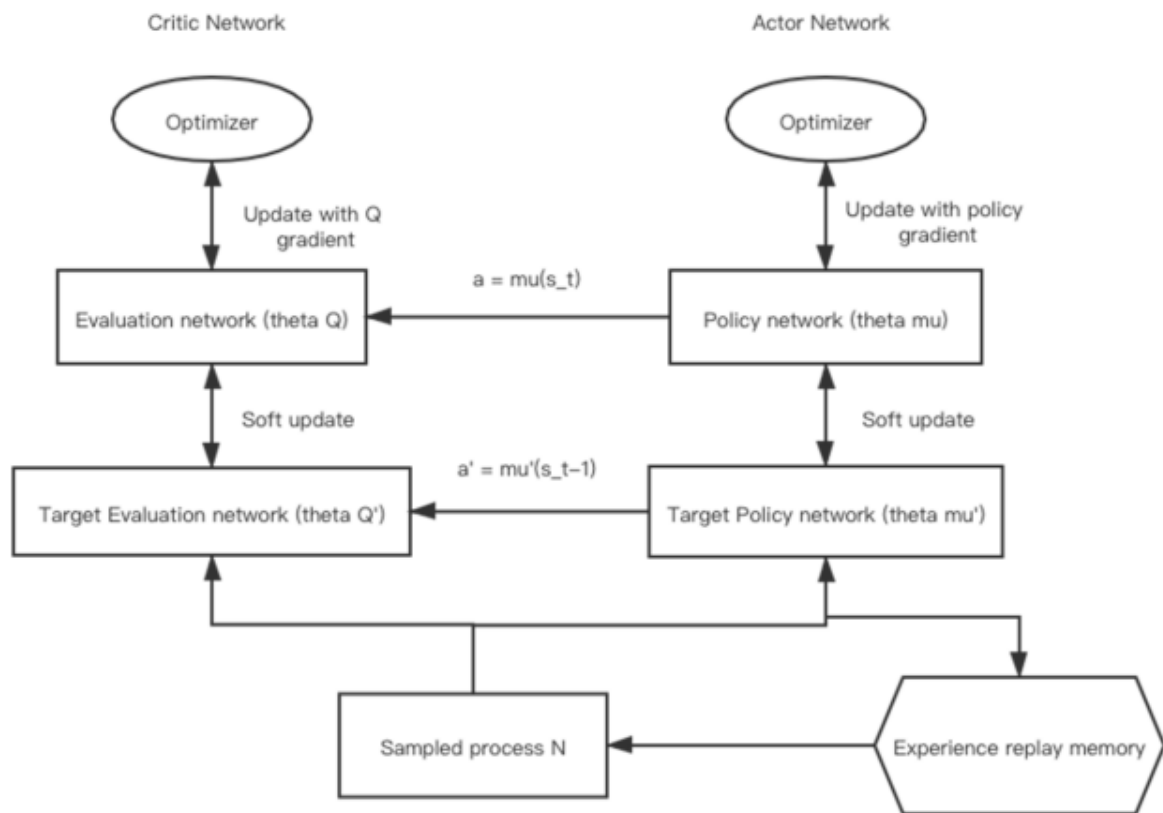 Critic Network
Actor Network
Optimizer
Optimizer
Update with Q
gradient
Update with policy
gradient
a = mu(s_t)
Evaluation network (theta Q)
Policy network (theta mu)
Soft update
Soft update
a' = mu'(s_t-1)
Target Evaluation network (theta Q')
Target Policy network (theta mu')
Sampled process N
Experience replay memory